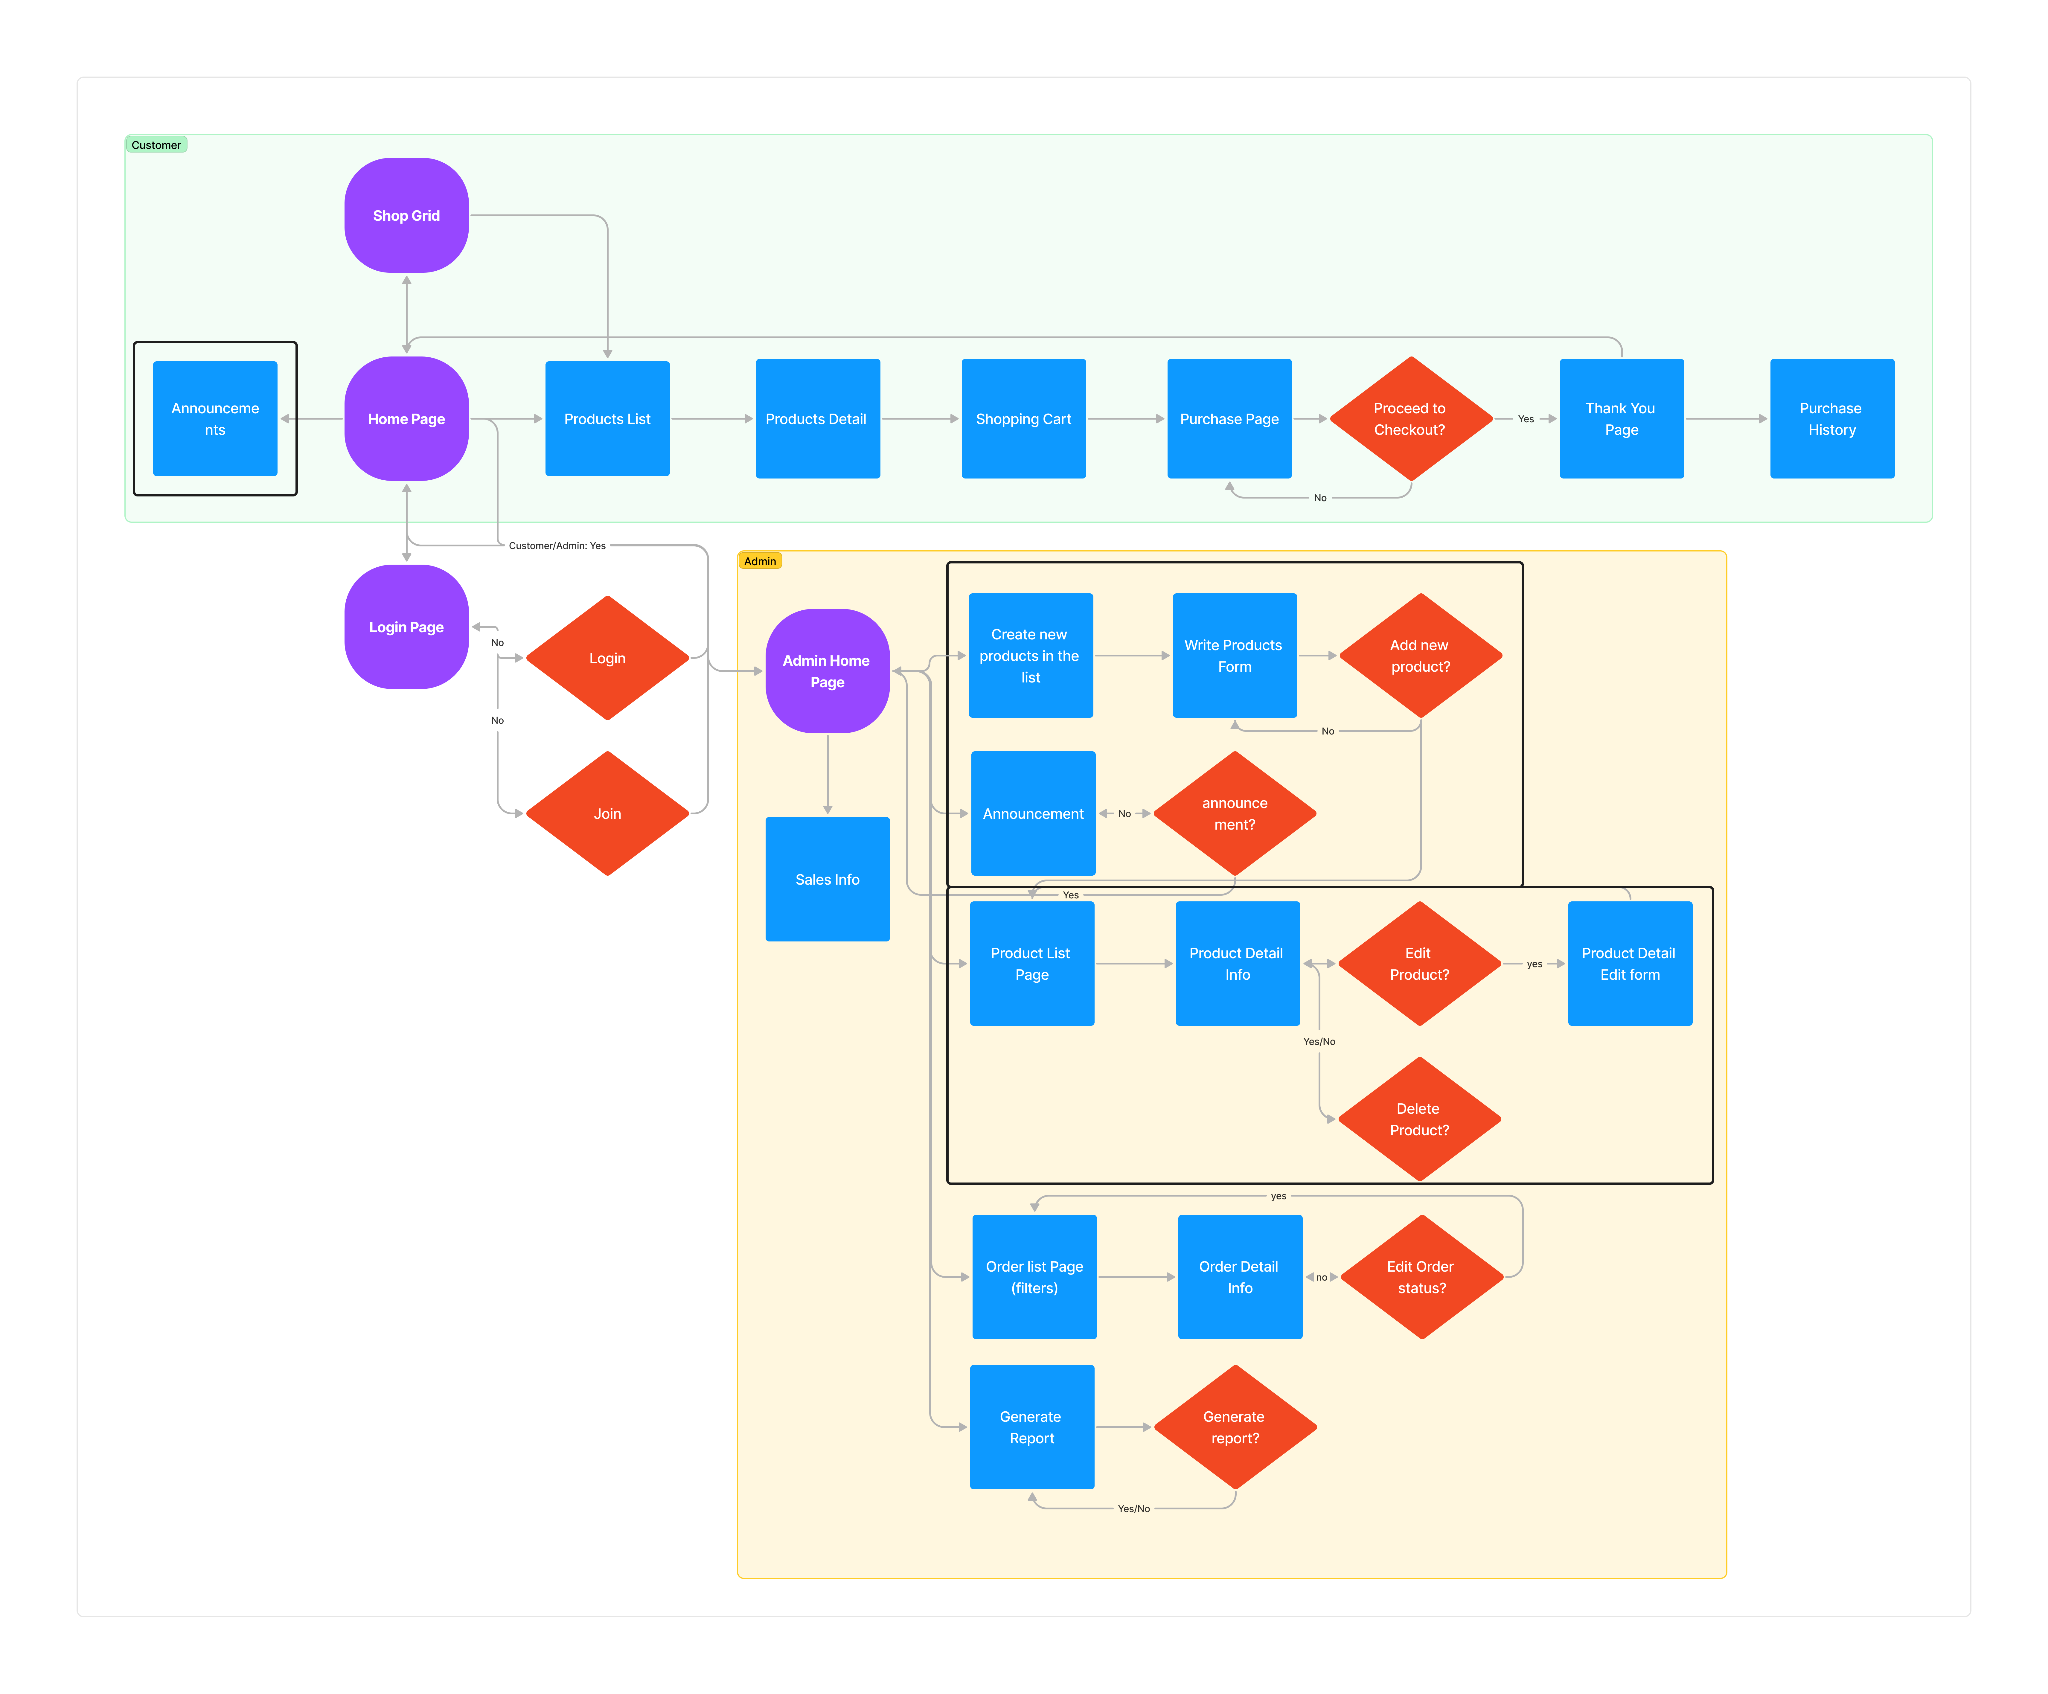 Customer
Shop Grid
Announceme
nts
Home Page
Products List
Products Detail
Shopping Cart
Purchase Page
Proceed to
Checkout?
Yes
Thank You
Page
Purchase
History
No
Customer/Admin: Yes
Login Page
No
Login
No
Join
Admin
Admin Home
Page
Create new
products in the
list
Write Products
Form
Add new
product?
No
Announcement
No
announce
ment?
Sales Info
Yes
Product List
Page
Product Detail
Info
Edit
Product?
yes
Product Detail
Edit form
Yes/No
Delete
Product?
yes
Order list Page
(filters)
Order Detail
Info
no
Edit Order
status?
Generate
Report
Generate
report?
Yes/No